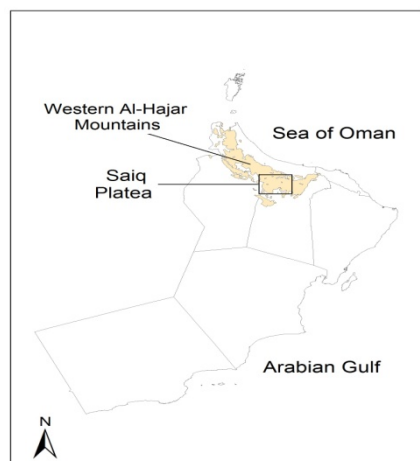 Western Al-Hajar
Mountains
Sea of Oman
Saiq
Platea
Arabian Gulf
N